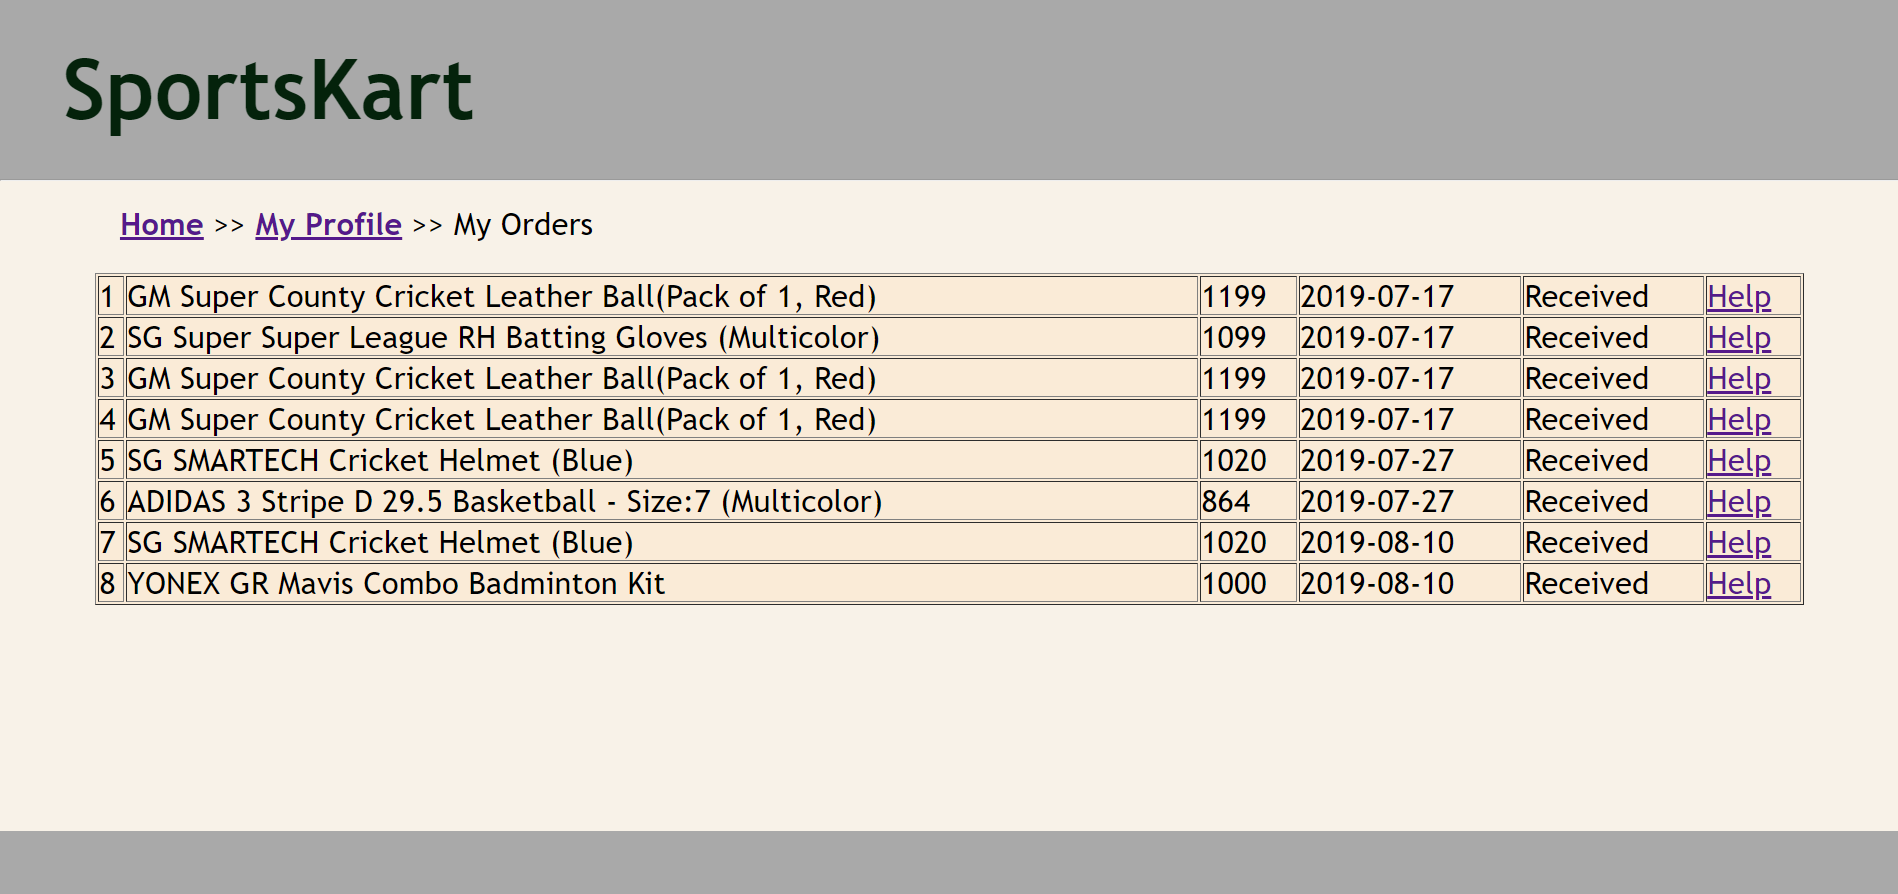 SportsKart
Home >> My Profile >> My Orders
1 GM Super County Cricket Leather Ball(Pack of 1, Red) 1199 2019-07-17 Received Help
2 SG Super Super League RH Batting Gloves (Multicolor) 1099 2019-07-17 Received Help
3 GM Super County Cricket Leather Ball(Pack of 1, Red) 1199 2019-07-17 Received Help
4 GM Super County Cricket Leather Ball(Pack of 1, Red) 1199 2019-07-17 Received Help
5 SG SMARTECH Cricket Helmet (Blue) 1020 2019-07-27 Received Help
6 ADIDAS 3 Stripe D 29.5 Basketball - Size:7 (Multicolor) 864 2019-07-27 Received Help
7 SG SMARTECH Cricket Helmet (Blue) 1020 2019-08-10 Received Help
8 YONEX GR Mavis Combo Badminton Kit 1000 2019-08-10 Received Help